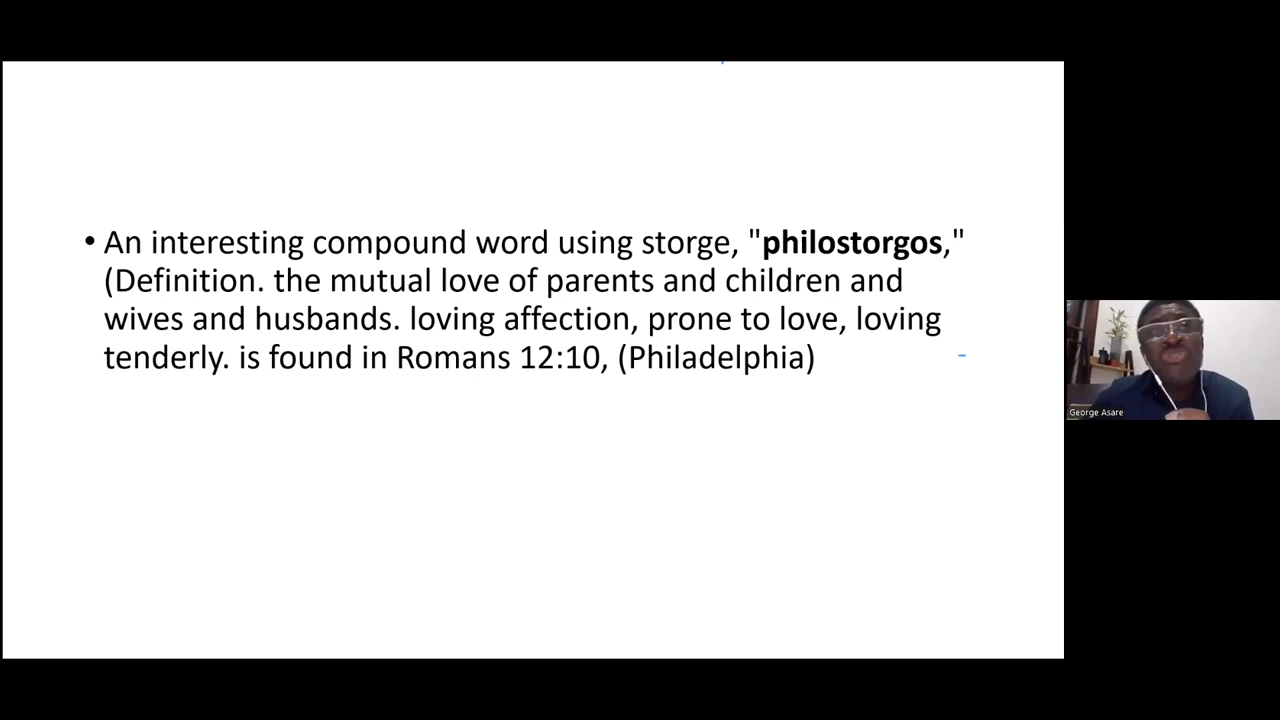 • An interesting compound word using storge, "philostorgos,"
(Definition. the mutual love of parents and children and
wives and husbands. loving affection, prone to love, loving
tenderly. is found in Romans 12:10, (Philadelphia)
George Asare